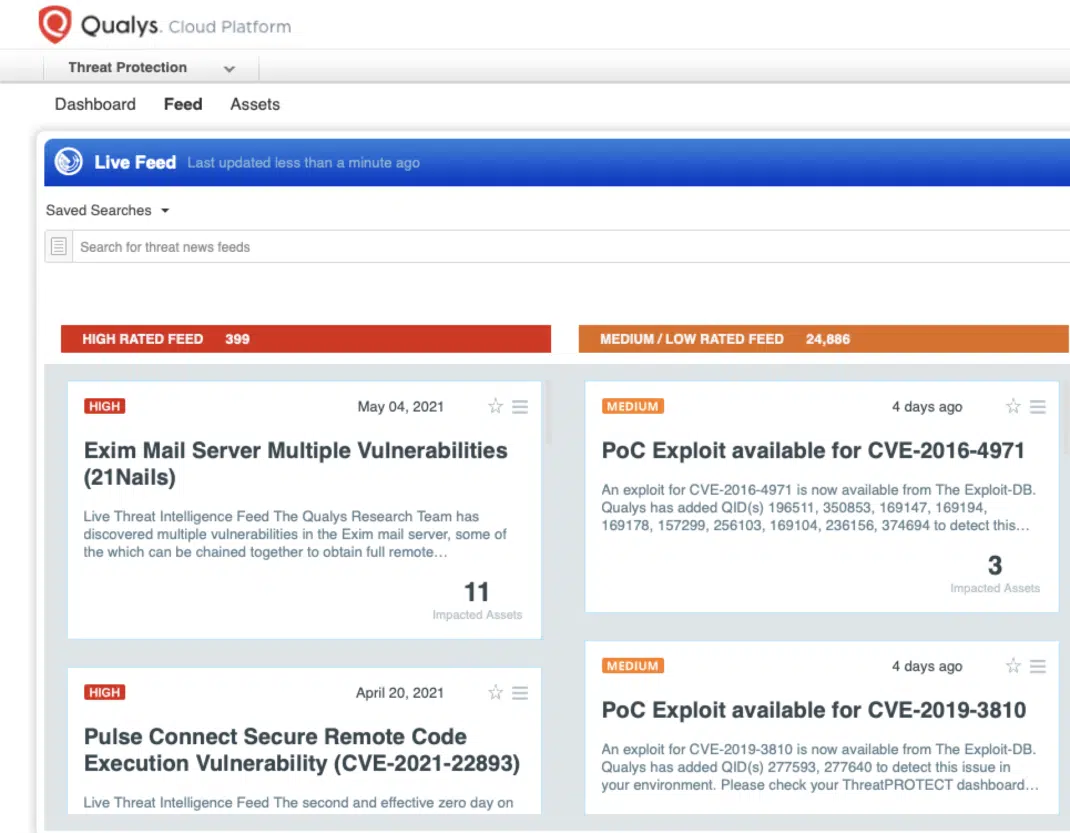 Qualys. Cloud Platform
Threat Protection
Dashboard Feed Assets
Live Feed Last updated less than a minute ago
Saved Searches
Search for threat news feeds
HIGH RATED FEED 399
HIGH
May 04, 2021
Exim Mail Server Multiple Vulnerabilities
(21Nails)
Live Threat Intelligence Feed The Qualys Research Team has
discovered multiple vulnerabilities in the Exim mail server, some of
the which can be chained together to obtain full remote...
11
Impacted Assets
HIGH
April 20, 2021
Pulse Connect Secure Remote Code
Execution Vulnerability (CVE-2021-22893)
Live Threat Intelligence Feed The second and effective zero day on
MEDIUM / LOW RATED FEED 24,886
MEDIUM
4 days ago
PoC Exploit available for CVE-2016-4971
An exploit for CVE-2016-4971 is now available from The Exploit-DB.
Qualys has added QID(s) 196511, 350853, 169147, 169194,
169178, 157299, 256103, 169104, 236156, 374694 to detect this...
3
Impacted Assets
MEDIUM
4 days ago
PoC Exploit available for CVE-2019-3810
An exploit for CVE-2019-3810 is now available from The Exploit-DB.
Qualys has added QID(s) 277593, 277640 to detect this issue in
your environment. Please check your ThreatPROTECT dashboard...